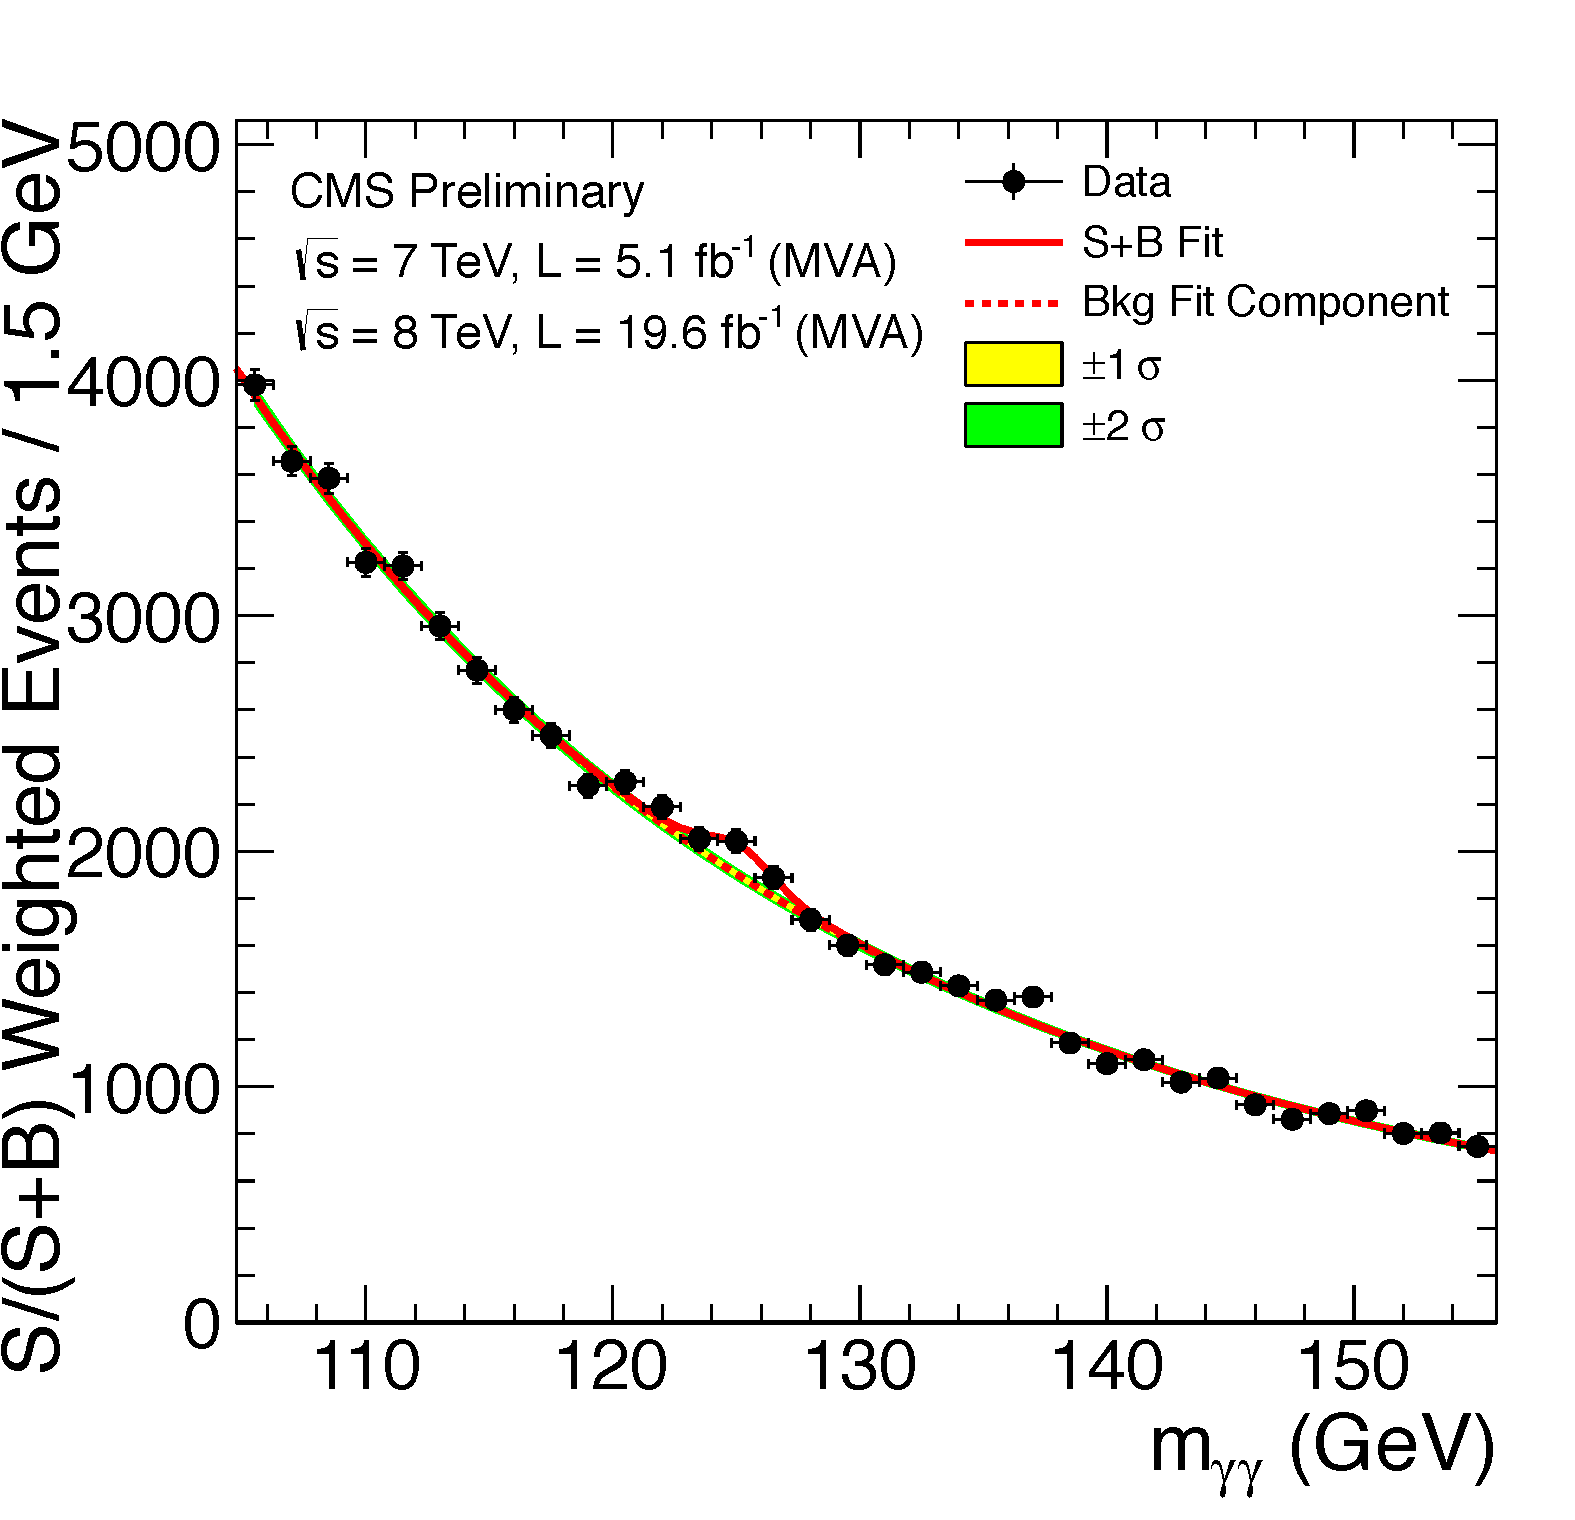 S/(S+B) Weighted Events / 1.5 GeV
5000
4000
3000
2000
1000
0
CMS Preliminary
√s = 7 TeV, L = 5.1 fb⁻¹ (MVA)
√s = 8 TeV, L = 19.6 fb⁻¹ (MVA)
Data
S+B Fit
Bkg Fit Component
±1 σ
±2 σ
110 120 130 140 150
mγγ (GeV)